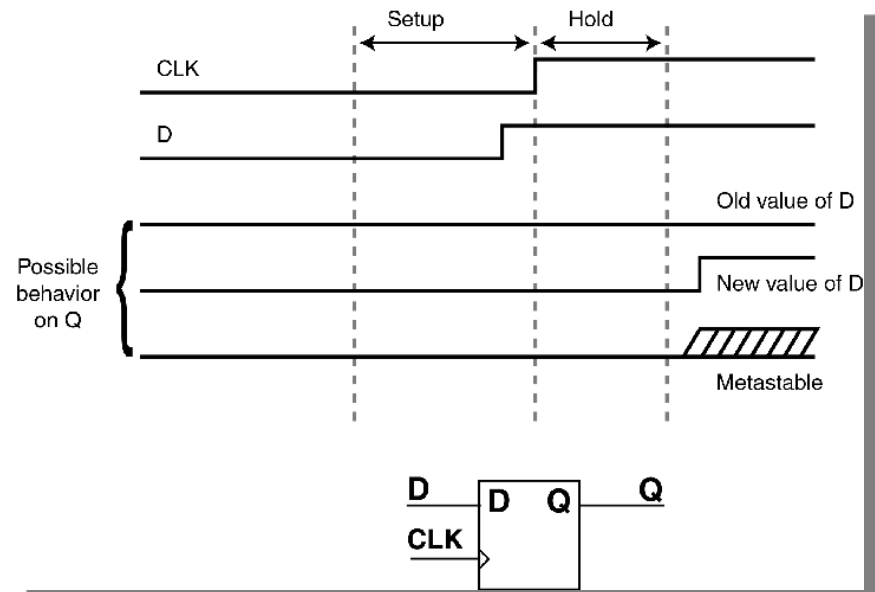 Setup
Hold
CLK
D
Old value of D
Possible
behavior
on Q
New value of D
Metastable
D
D Q
Q
CLK